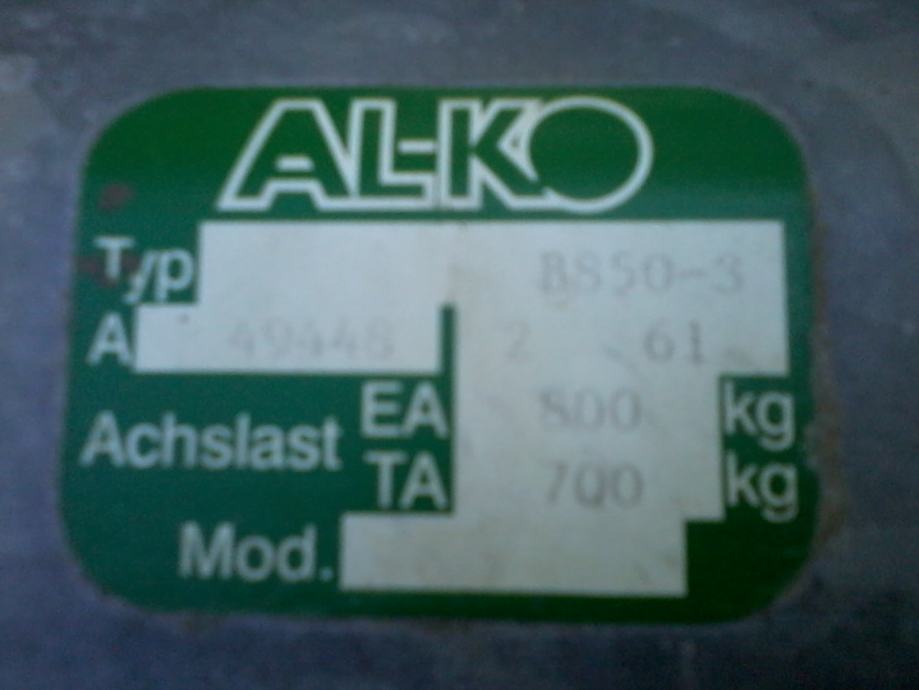 AL-KO
Typ B850-3
A 49448 2 61
Achslast EA 800 kg
TA 700 kg
Mod.